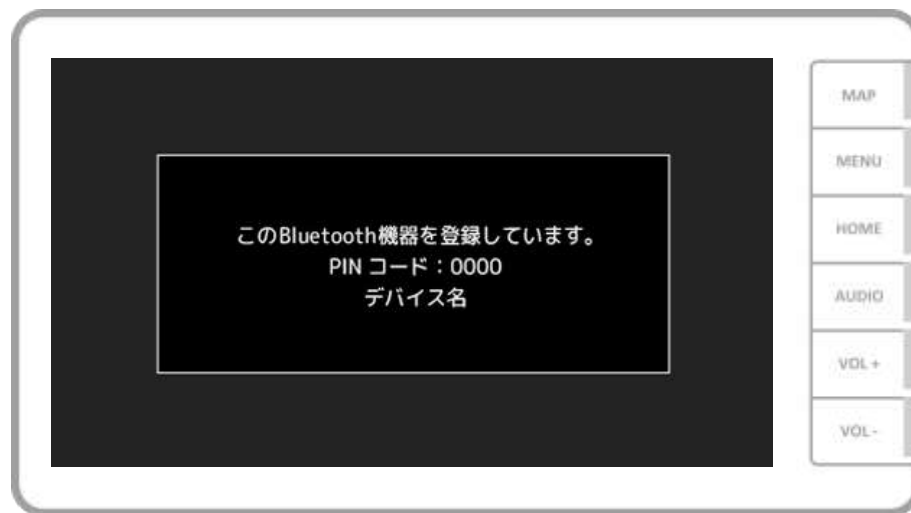 このBluetooth機器を登録しています。
PIN コード：0000
デバイス名
MAP
MENU
HOME
AUDIO
VOL +
VOL -